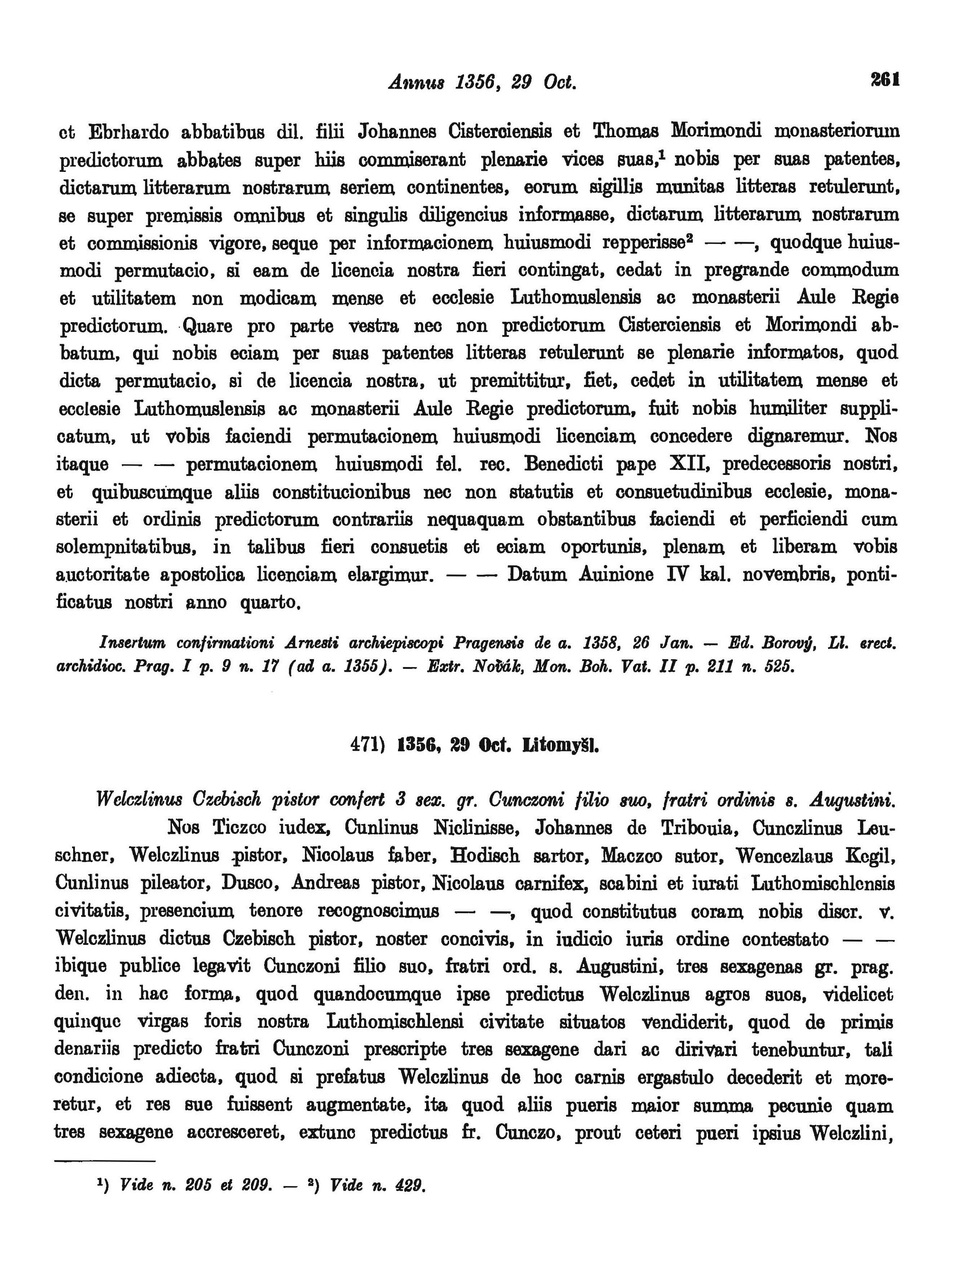 Annus 1356, 29 Oct. 261
et Ebrhardo abbatibus dil. filii Johannes Cisterciensis et Thomas Morimondi monasteriorum
predictorum abbates super hiis commiserant plenarie vices suas,¹ nobis per suas patentes,
dictarum litterarum nostrarum seriem continentes, eorum sigillis munitas litteras retulerunt,
se super premissis omnibus et singulis diligencius informasse, dictarum litterarum nostrarum
et commissionis vigore, seque per informacionem huiusmodi repperisse² — —, quodque huius-
modi permutacio, si eam de licencia nostra fieri contingat, cedat in pregrande commodum
et utilitatem non modicam mense et ecclesie Luthomuslensis ac monasterii Aule Regie
predictorum. Quare pro parte vestra nec non predictorum Cisterciensis et Morimondi ab-
batum, qui nobis eciam per suas patentes litteras retulerunt se plenarie informatos, quod
dicta permutacio, si de licencia nostra, ut premittitur, fiet, cedet in utilitatem mense et
ecclesie Luthomuslensis ac monasterii Aule Regie predictorum, fuit nobis humiliter suppli-
catum, ut vobis faciendi permutacionem huiusmodi licenciam concedere dignaremur. Nos
itaque — — permutacionem huiusmodi fel. rec. Benedicti pape XII, predecessoris nostri,
et quibuscumque aliis constitucionibus nec non statutis et consuetudinibus ecclesie, mona-
sterii et ordinis predictorum contrariis nequaquam obstantibus faciendi et perficiendi cum
solempnitatibus, in talibus fieri consuetis et eciam oportunis, plenam et liberam vobis
auctoritate apostolica licenciam elargimur. — — Datum Auinione IV kal. novembris, ponti-
ficatus nostri anno quarto.
Insertum confirmationi Arnesti archiepiscopi Pragensis de a. 1358, 26 Jan. — Ed. Borový, Ll. erect.
archidioc. Prag. I p. 9 n. 17 (ad a. 1355). — Extr. Novák, Mon. Boh. Vat. II p. 211 n. 525.
471) 1356, 29 Oct. Litomyšl.
Welczlinus Czebisch pistor confert 3 sex. gr. Cunczoni filio suo, fratri ordinis s. Augustini.
Nos Ticzco iudex, Cunlinus Niclinisse, Johannes de Tribouia, Cunczlinus Leu-
schner, Welczlinus pistor, Nicolaus faber, Hodisch sartor, Maczco sutor, Wencezlaus Kegil,
Cunlinus pileator, Dusco, Andreas pistor, Nicolaus carnifex, scabini et iurati Luthomischlensis
civitatis, presencium tenore recognoscimus — —, quod constitutus coram nobis discr. v.
Welczlinus dictus Czebisch pistor, noster concivis, in iudicio iuris ordine contestato — —
ibique publice legavit Cunczoni filio suo, fratri ord. s. Augustini, tres sexagenas gr. prag.
den. in hac forma, quod quandocumque ipse predictus Welczlinus agros suos, videlicet
quinque virgas foris nostra Luthomischlensi civitate situatos vendiderit, quod de primis
denariis predicto fratri Cunczoni prescripte tres sexagene dari ac dirivari tenebuntur, tali
condicione adiecta, quod si prefatus Welczlinus de hoc carnis ergastulo decederit et more-
retur, et res sue fuissent augmentate, ita quod aliis pueris maior summa pecunie quam
tres sexagene accresceret, extunc predictus fr. Cunczo, prout ceteri pueri ipsius Welczlini,
¹) Vide n. 205 et 209. — ²) Vide n. 429.